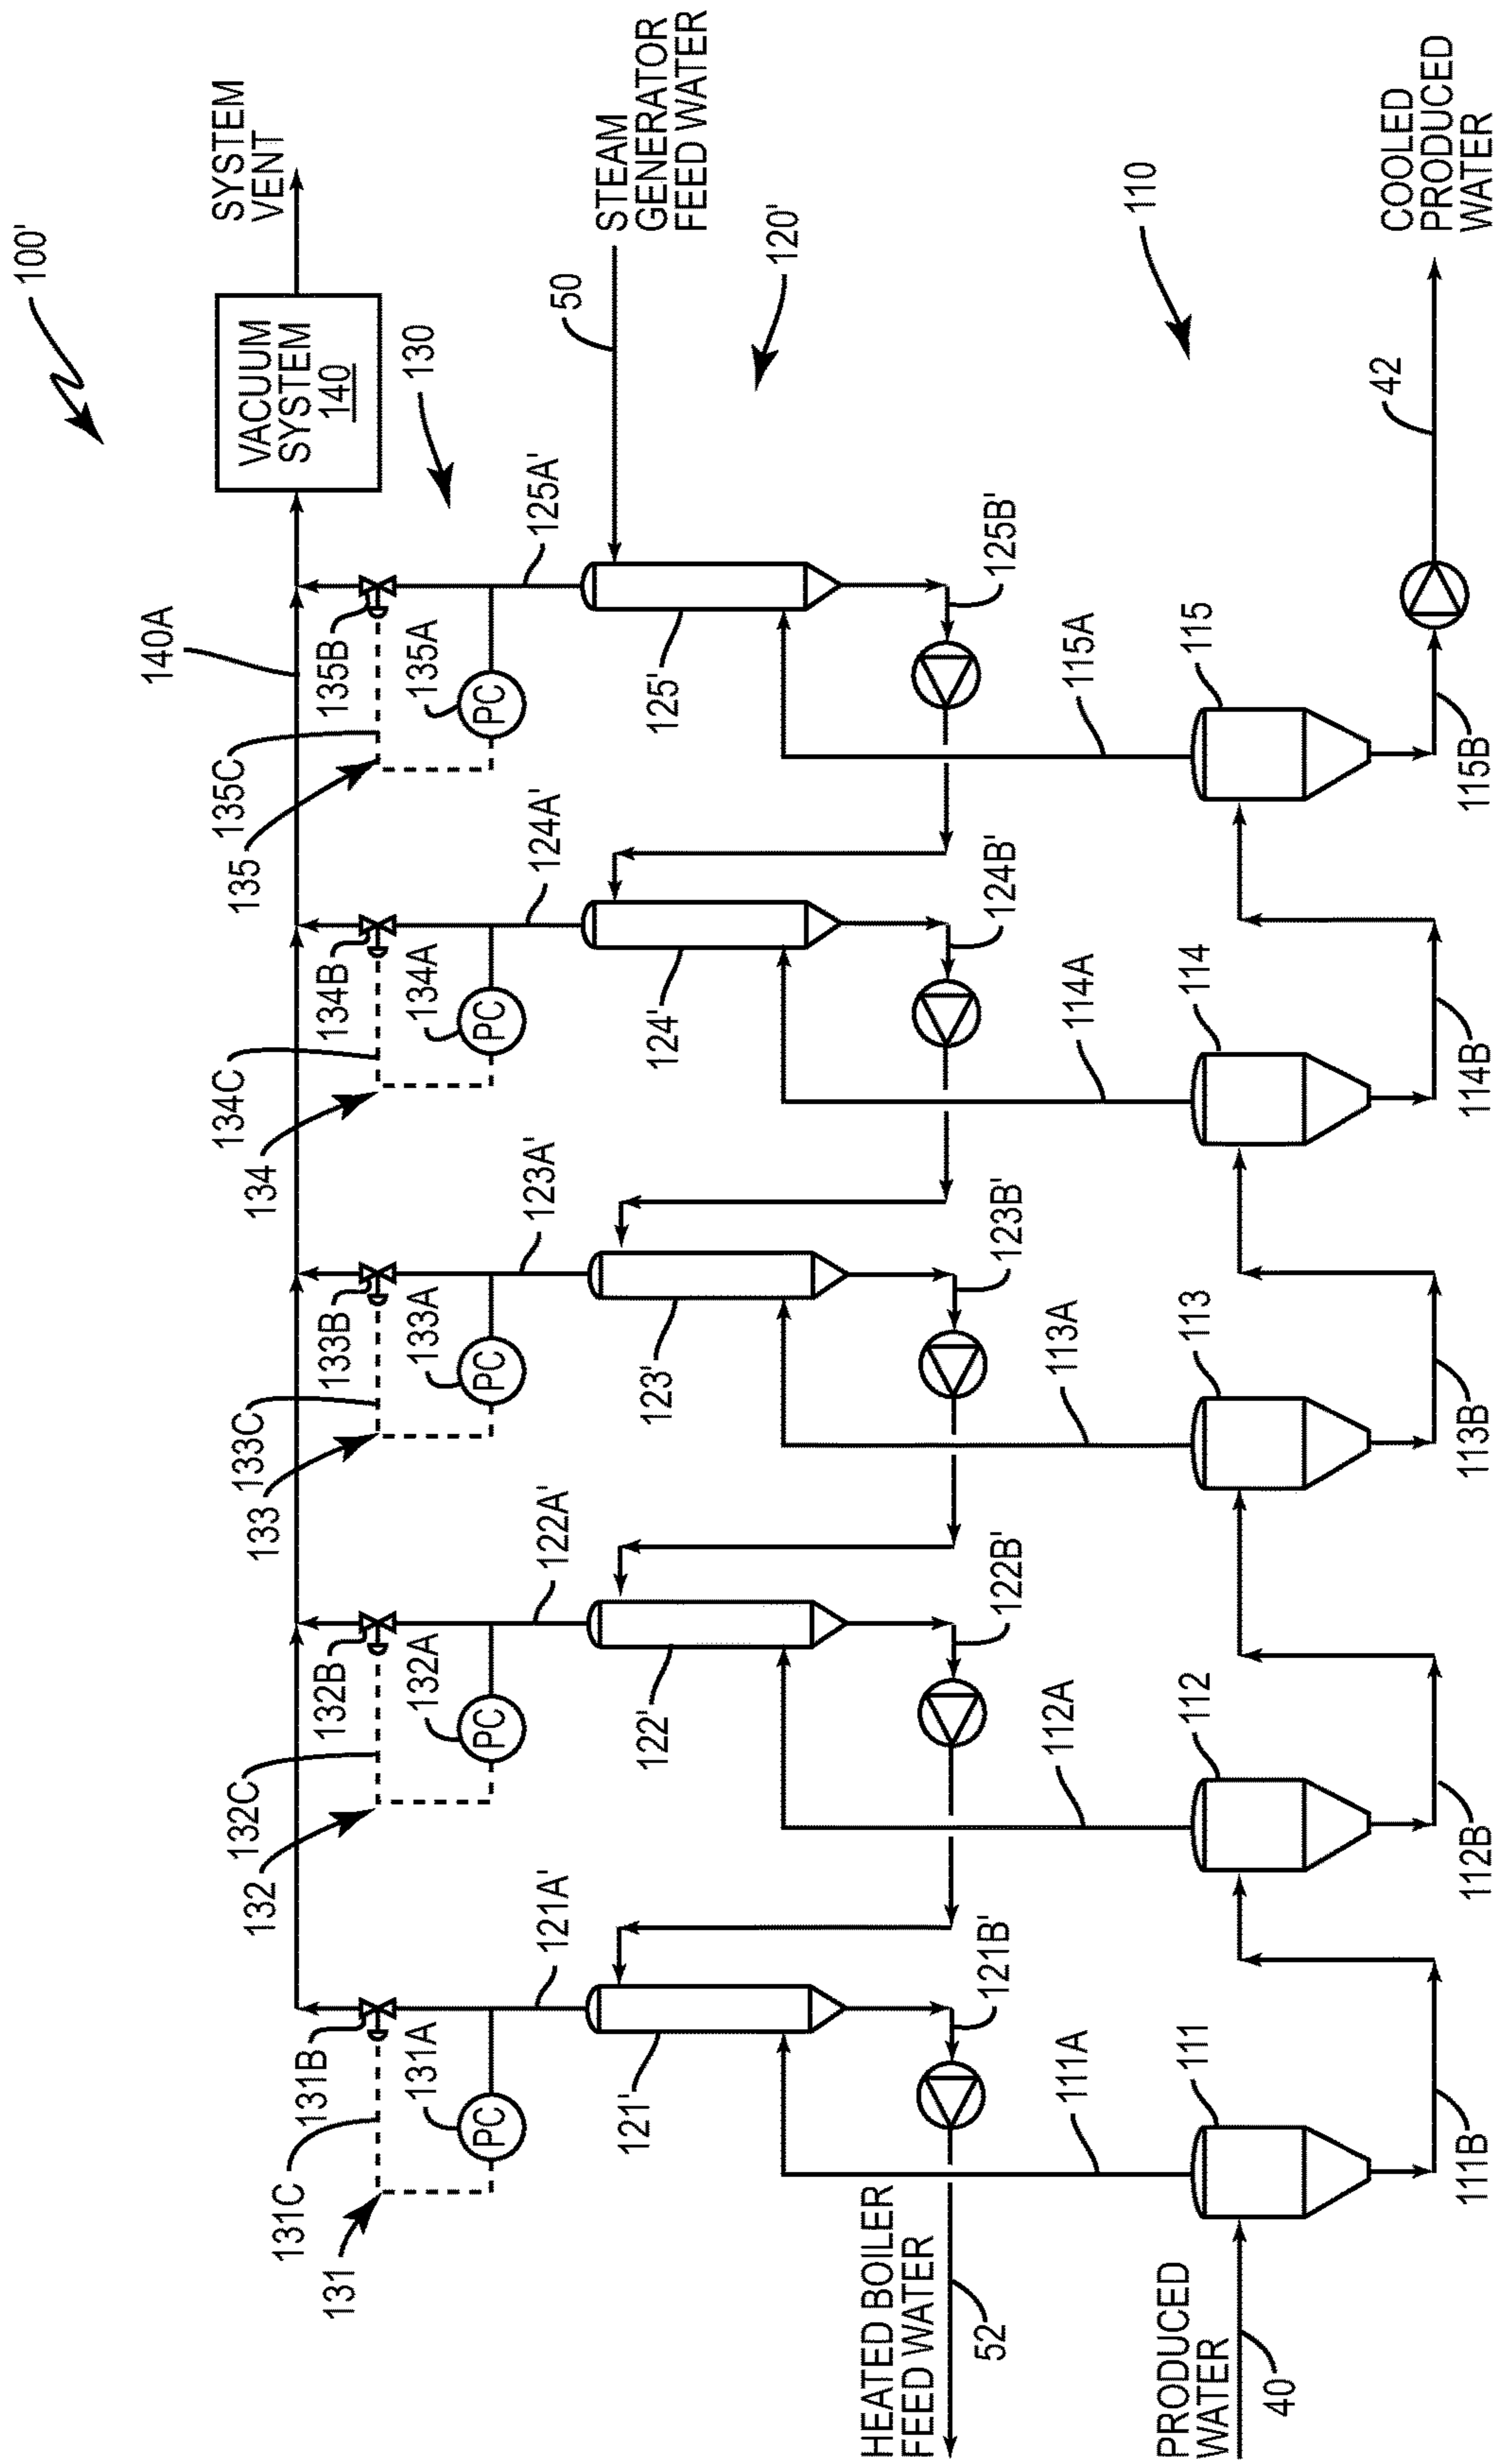 100'
SYSTEM
VENT
VACUUM
SYSTEM
140
140A
130
STEAM
GENERATOR
FEED WATER
50
120'
110
131C
131B
131A
131
121A'
132C
132B
132A
132
122A'
133C
133B
133A
133
123A'
134C
134B
134A
134
124A'
135C
135B
135A
135
125A'
PC
PC
PC
PC
PC
121'
122'
123'
124'
125'
121B'
122B'
123B'
124B'
125B'
HEATED BOILER
FEED WATER
52
111A
112A
113A
114A
115A
111
112
113
114
115
PRODUCED
WATER
40
111B
112B
113B
114B
115B
42
COOLED
PRODUCED
WATER